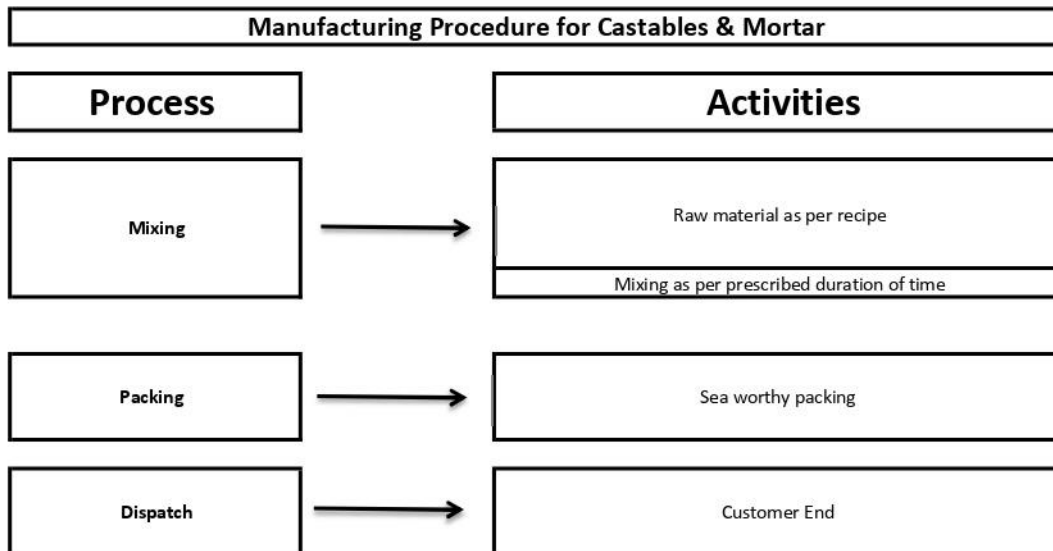 Manufacturing Procedure for Castables & Mortar
Process
Activities
Mixing
Raw material as per recipe
Mixing as per prescribed duration of time
Packing
Sea worthy packing
Dispatch
Customer End